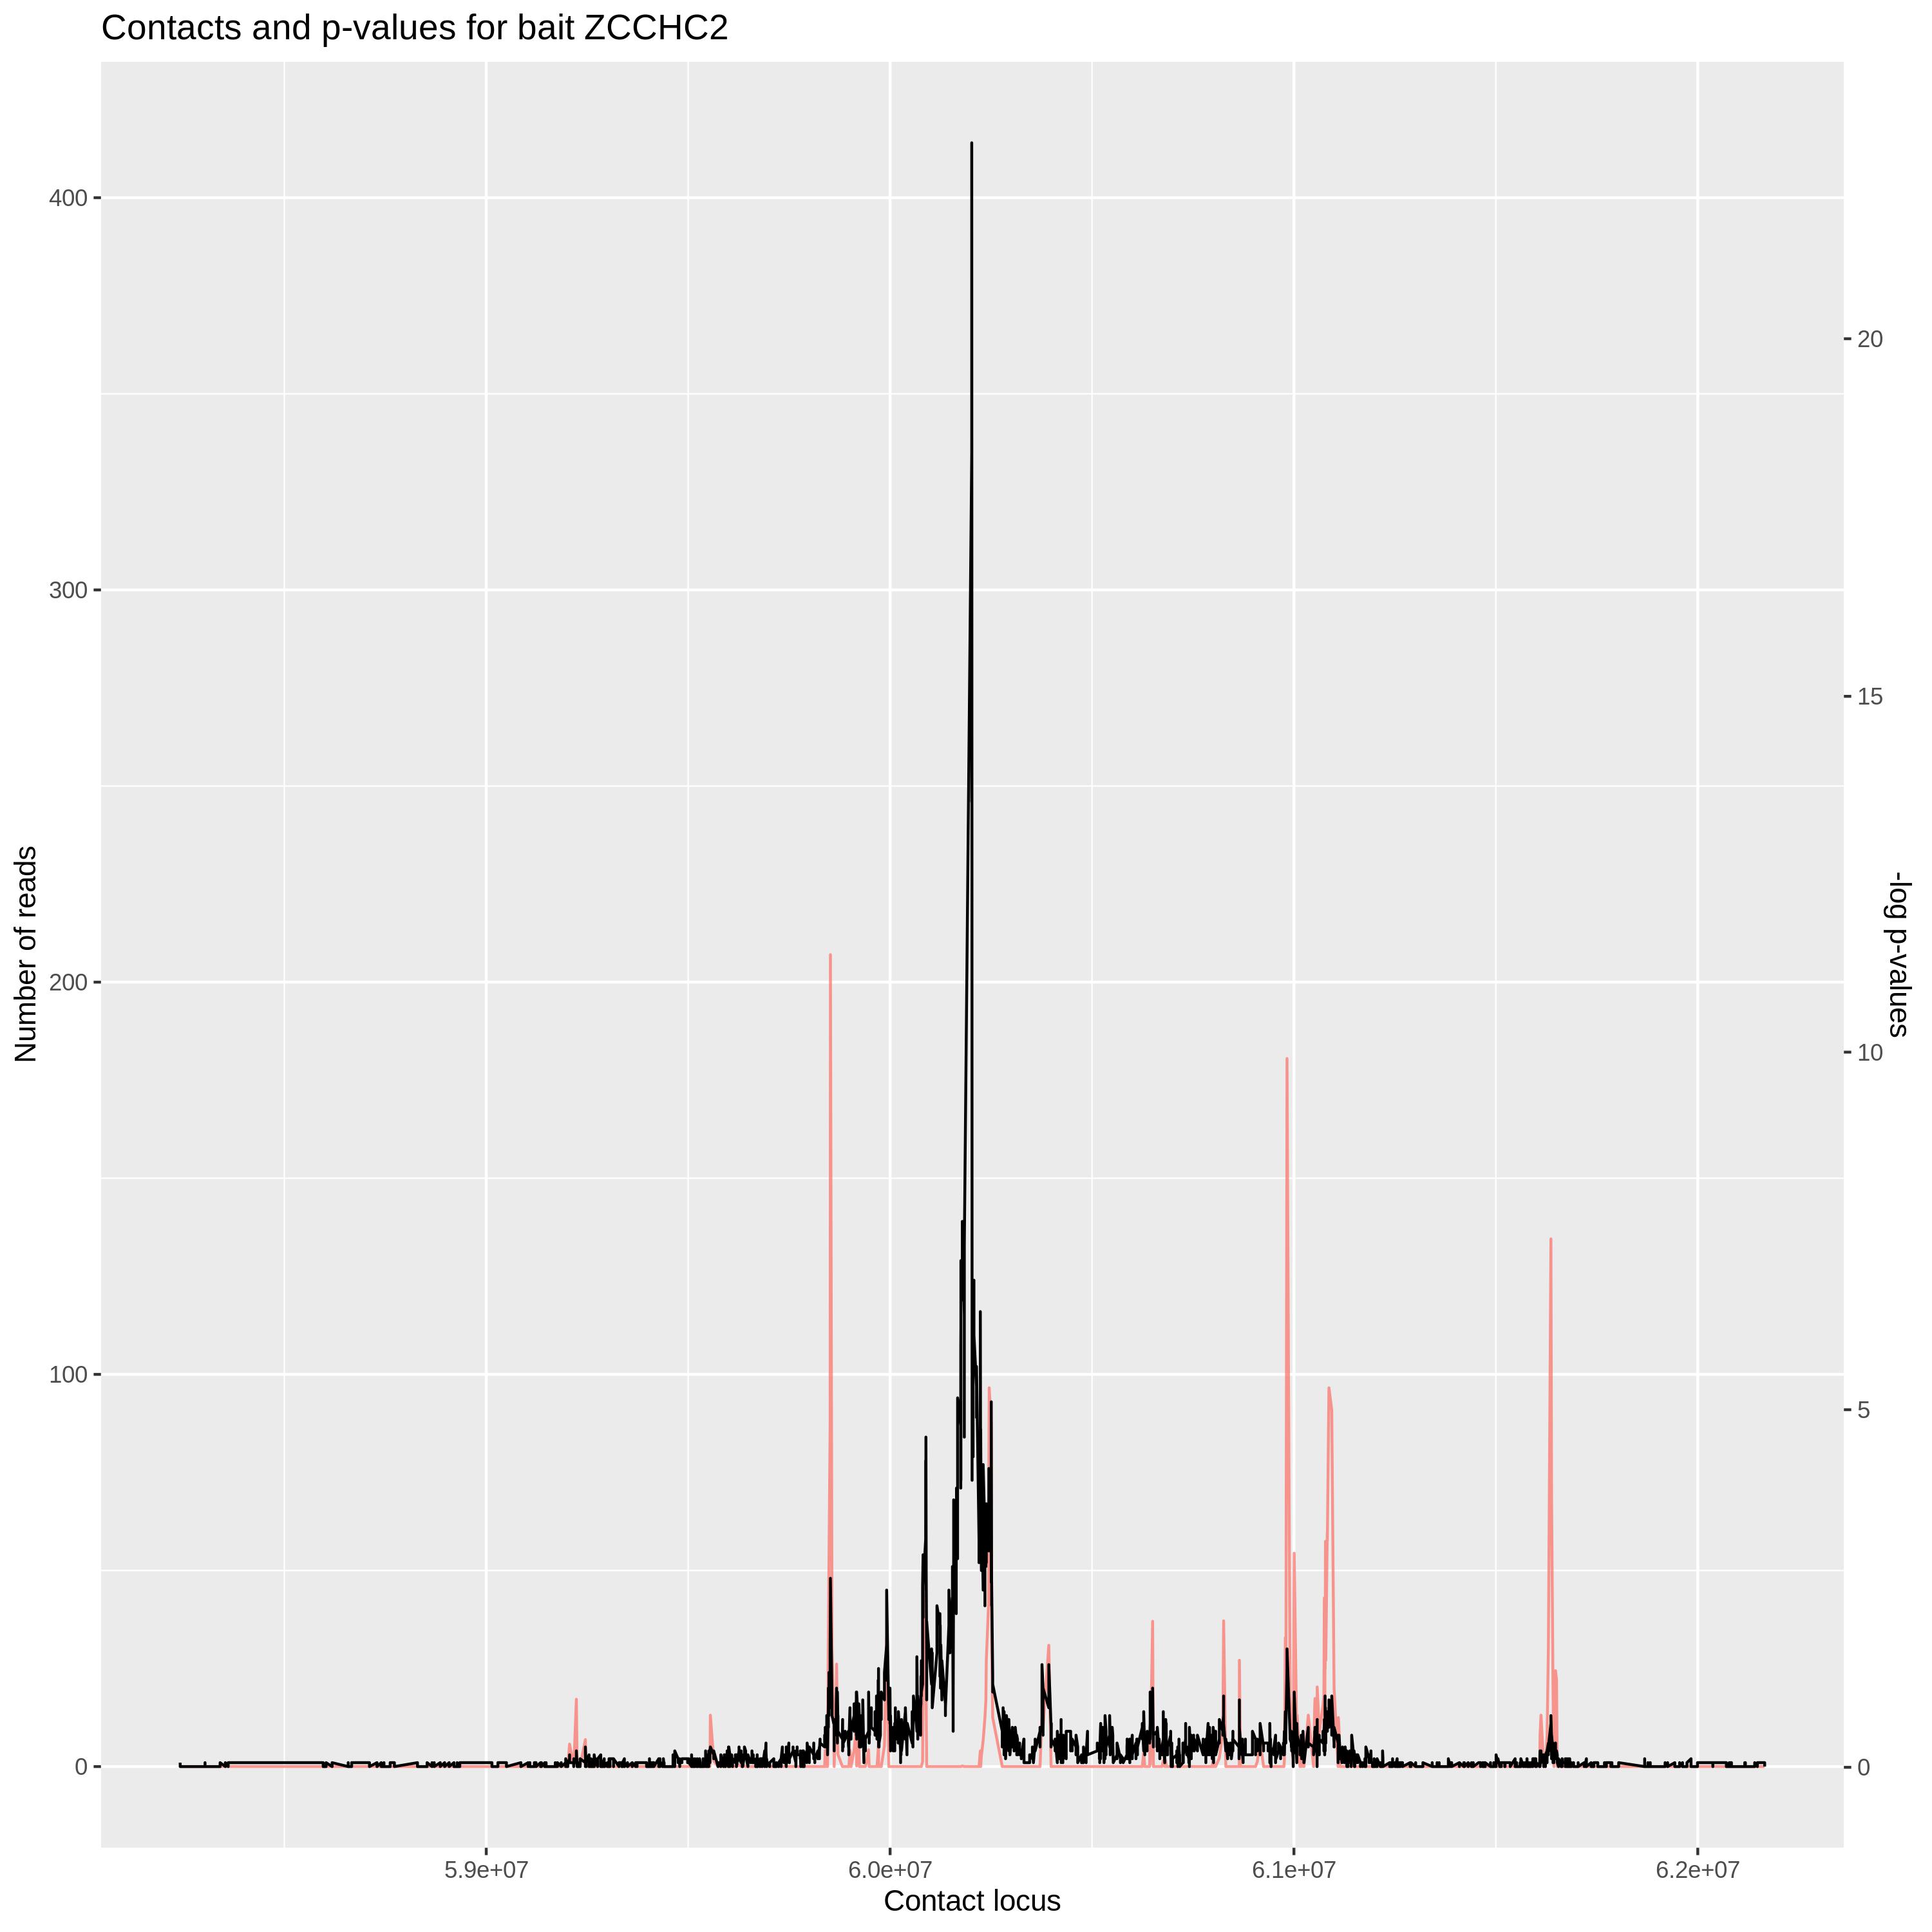 Contacts and p-values for bait ZCCHC2
400
300
200
100
0
Number of reads
20
15
10
5
0
-log p-values
5.9e+07
6.0e+07
6.1e+07
6.2e+07
Contact locus